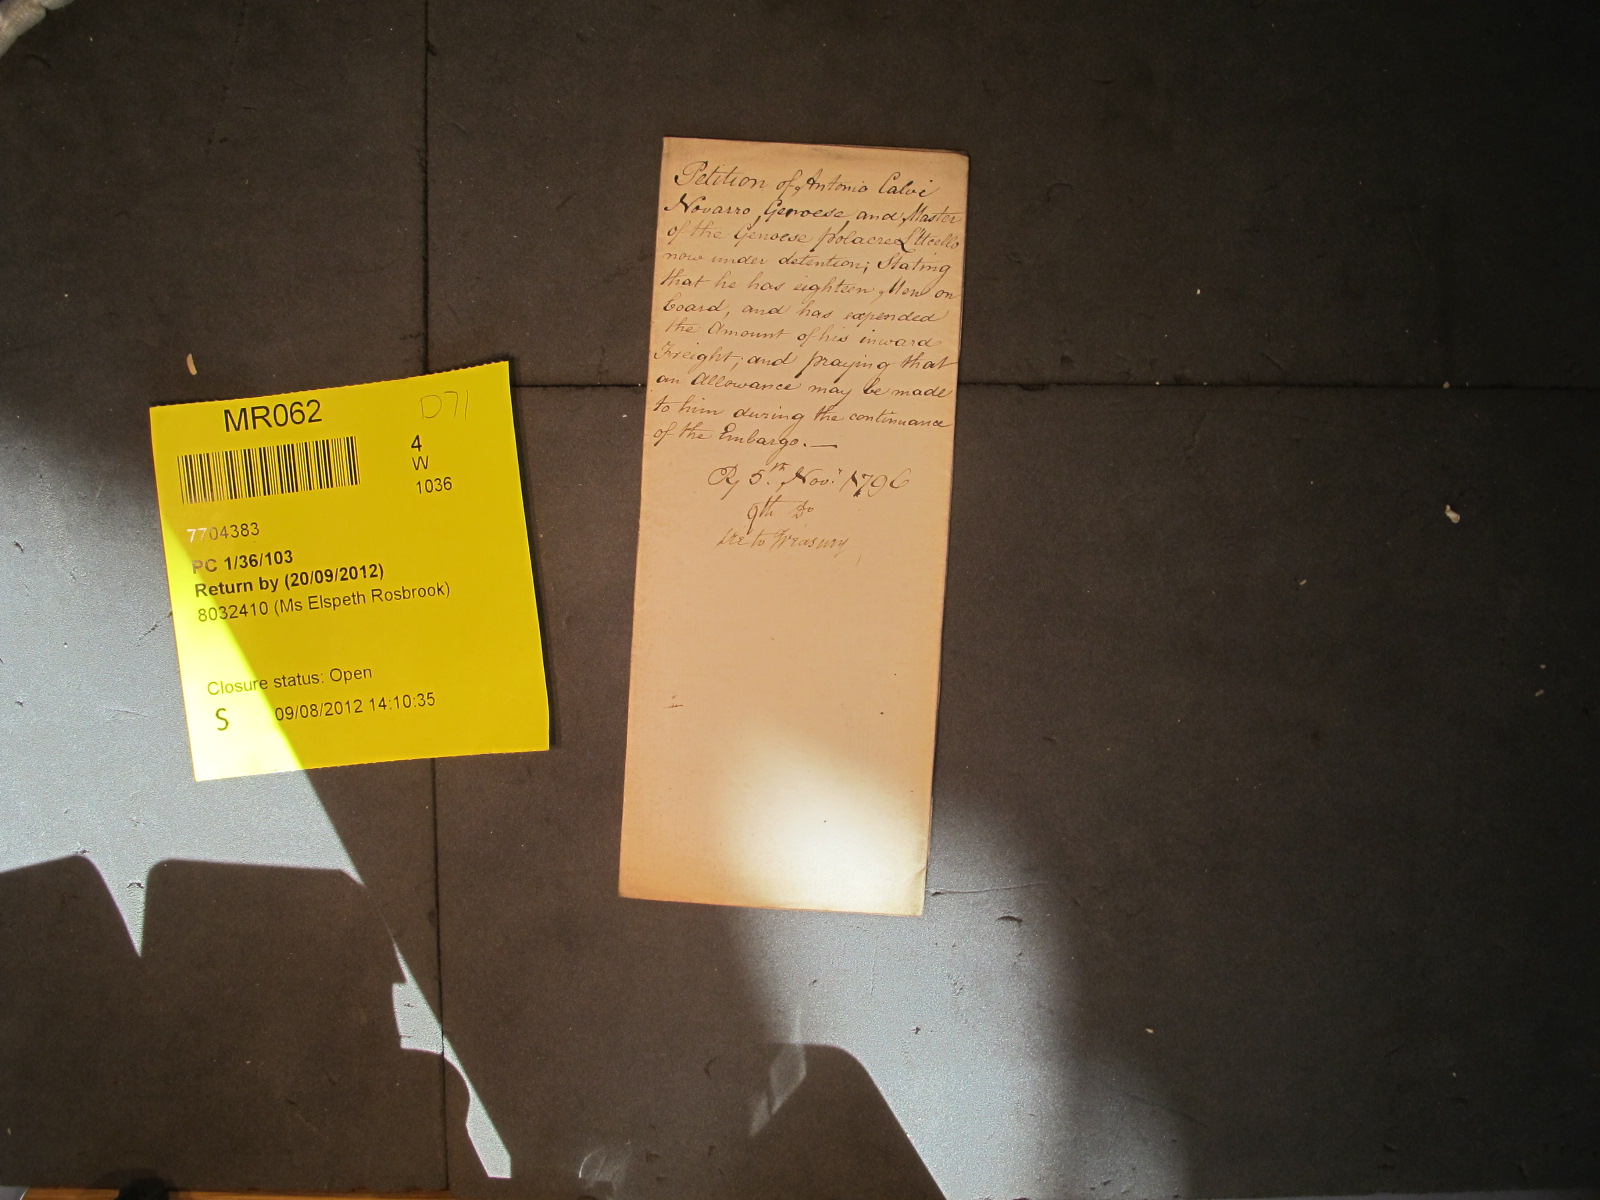 MR062
D71
4
W
1036
7704383
PC 1/36/103
Return by (20/09/2012)
8032410 (Ms Elspeth Rosbrook)
Closure status: Open
S 09/08/2012 14:10:35
Petition of Antonio Calvi
Novarro, Genoese, and Master
of the Genoese polacre L'Uccello
now under detention; Stating
that he has eighteen Men on
board, and has expended
the Amount of his inward
Freight; and praying that
an Allowance may be made
to him during the continuance
of the Embargo. —
Ry 5th Novr 1796
9th Do
to Treasury